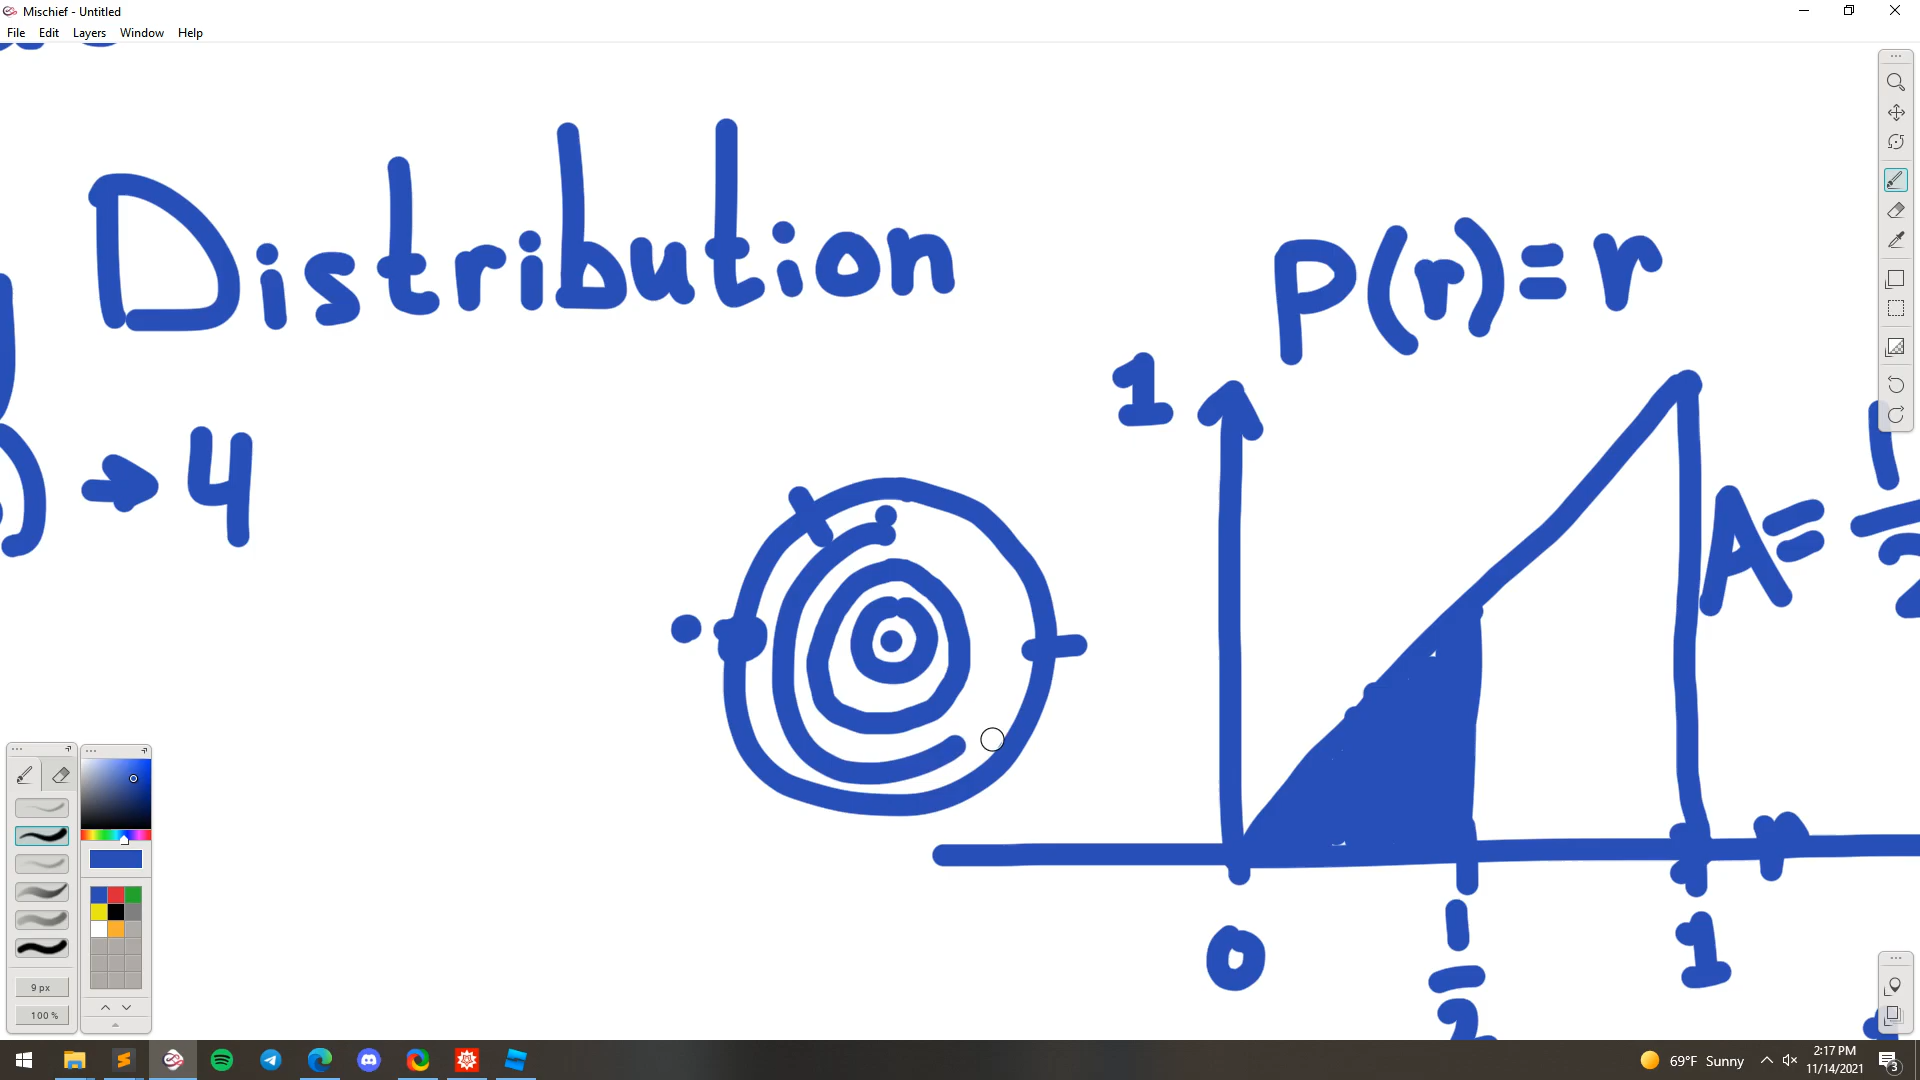 Mischief - Untitled
File Edit Layers Window Help
Distribution
P(r)=r
→ 4
1
A=
0
1
2
1
9 px
100 %
69°F Sunny
2:17 PM
11/14/2021
3